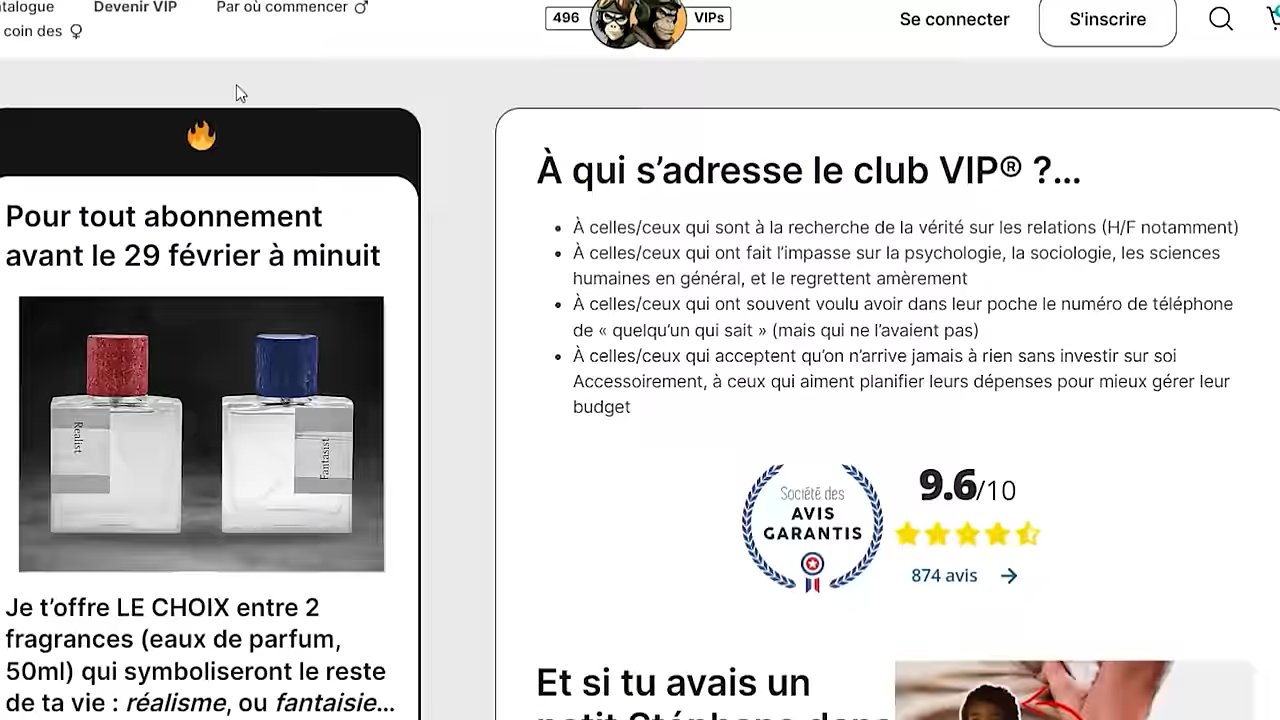 atalogue
Devenir VIP
Par où commencer ♂
coin des ♀
496
VIPs
Se connecter
S'inscrire
Pour tout abonnement
avant le 29 février à minuit
Realist
Fantasist
Je t’offre LE CHOIX entre 2
fragrances (eaux de parfum,
50ml) qui symboliseront le reste
de ta vie : réalisme, ou fantaisie...
À qui s’adresse le club VIP® ?...
À celles/ceux qui sont à la recherche de la vérité sur les relations (H/F notamment)
À celles/ceux qui ont fait l’impasse sur la psychologie, la sociologie, les sciences
humaines en général, et le regrettent amèrement
À celles/ceux qui ont souvent voulu avoir dans leur poche le numéro de téléphone
de « quelqu’un qui sait » (mais qui ne l’avaient pas)
À celles/ceux qui acceptent qu’on n’arrive jamais à rien sans investir sur soi
Accessoirement, à ceux qui aiment planifier leurs dépenses pour mieux gérer leur
budget
Société des
AVIS
GARANTIS
9.6/10
874 avis
Et si tu avais un
petit Stéphane dans